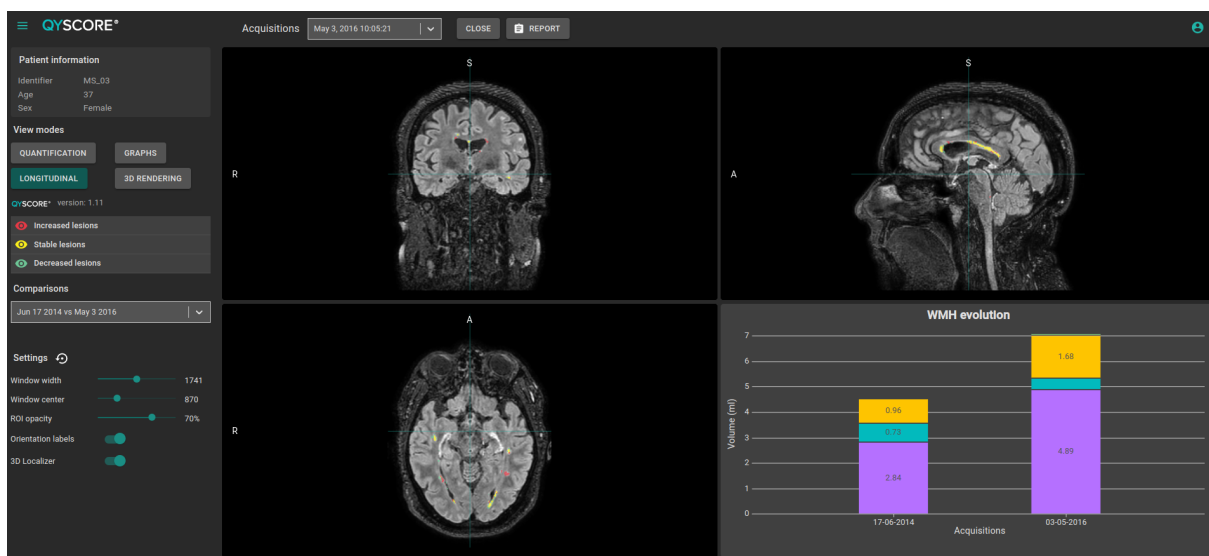 QYSCORE®
Acquisitions
May 3, 2016 10:05:21
CLOSE
REPORT
Patient information
Identifier MS_03
Age 37
Sex Female
View modes
QUANTIFICATION
GRAPHS
LONGITUDINAL
3D RENDERING
QYSCORE® version: 1.11
Increased lesions
Stable lesions
Decreased lesions
Comparisons
Jun 17 2014 vs May 3 2016
Settings
Window width 1741
Window center 870
ROI opacity 70%
Orientation labels
3D Localizer
S
R
S
A
A
R
WMH evolution
Volume (ml)
7
6
5
4
3
2
1
0
0.96
0.73
2.84
1.68
4.89
17-06-2014
03-05-2016
Acquisitions